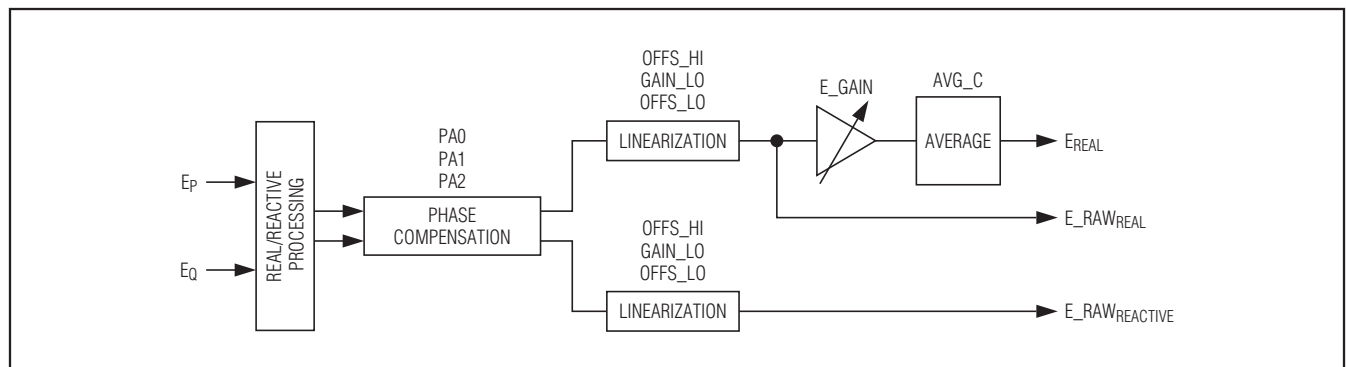 OFFS_HI
GAIN_LO
OFFS_LO
LINEARIZATION
E_GAIN
AVG_C
AVERAGE
EREAL
E_RAWREAL
PA0
PA1
PA2
PHASE
COMPENSATION
EP
EQ
REAL/REACTIVE
PROCESSING
OFFS_HI
GAIN_LO
OFFS_LO
LINEARIZATION
E_RAWREACTIVE